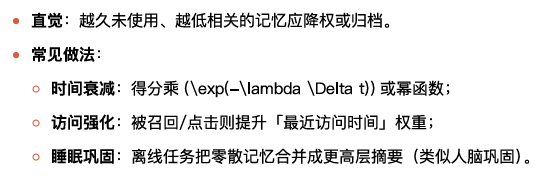 • 直觉：越久未使用、越低相关的记忆应降权或归档。
• 常见做法：
○ 时间衰减：得分乘 (\exp(-\lambda \Delta t)) 或幂函数；
○ 访问强化：被召回/点击则提升「最近访问时间」权重；
○ 睡眠巩固：离线任务把零散记忆合并成更高层摘要（类似人脑巩固）。